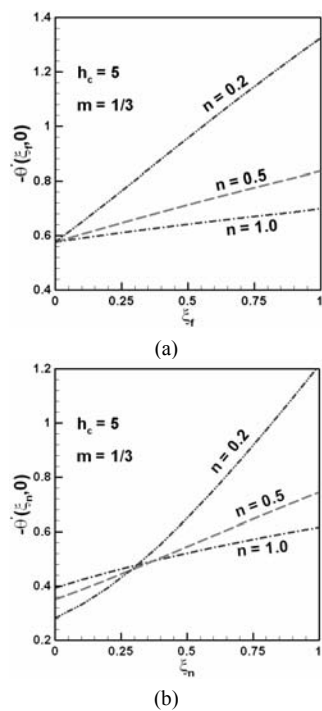 1.4
1.2
1
0.8
0.6
0.4
-θ'(ξf,0)
h_c = 5
m = 1/3
n = 0.2
n = 0.5
n = 1.0
0 0.25 0.5 0.75 1
ξf
(a)
1.2
1
0.8
0.6
0.4
0.2
-θ'(ξn,0)
h_c = 5
m = 1/3
n = 0.2
n = 0.5
n = 1.0
0 0.25 0.5 0.75 1
ξn
(b)